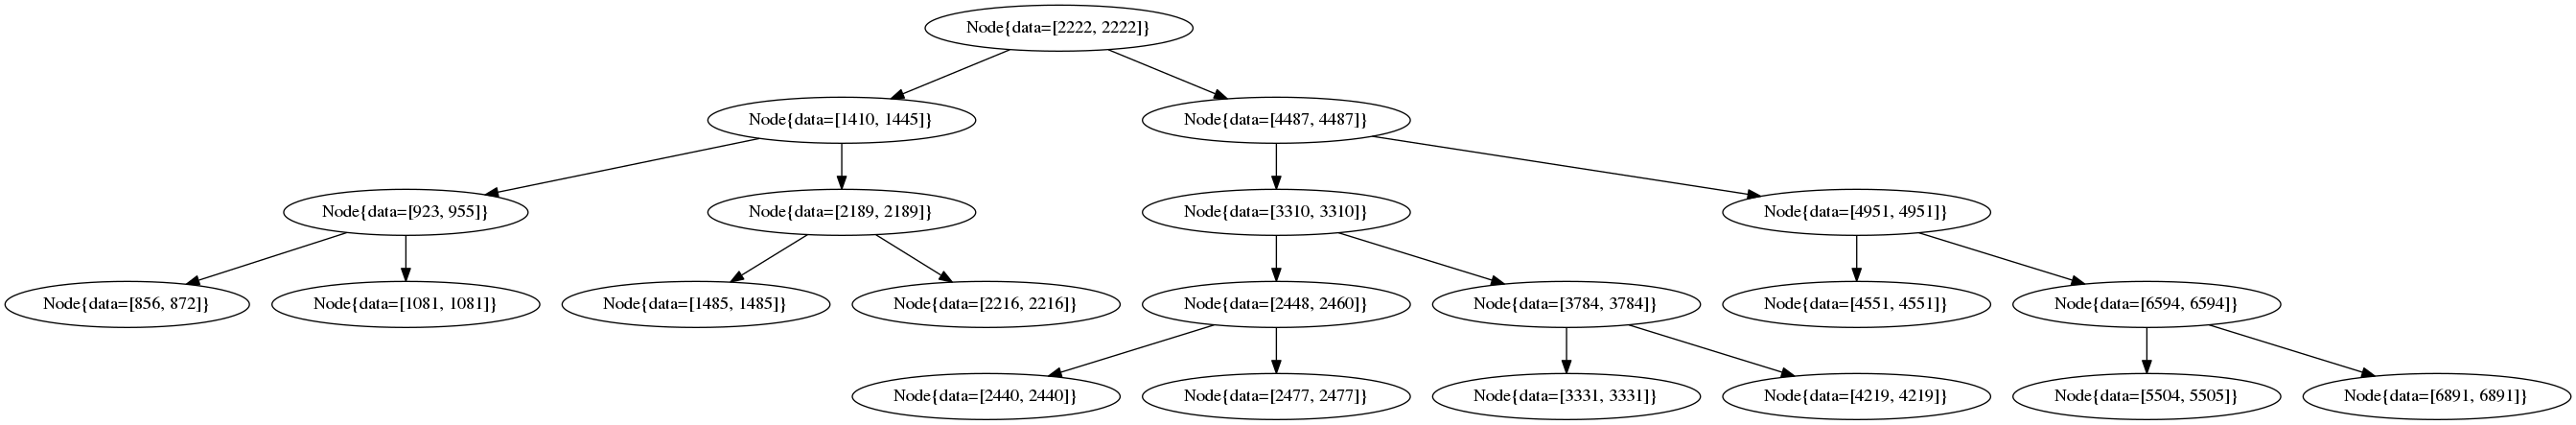 Node{data=[2222, 2222]}
Node{data=[1410, 1445]}
Node{data=[4487, 4487]}
Node{data=[923, 955]}
Node{data=[2189, 2189]}
Node{data=[3310, 3310]}
Node{data=[4951, 4951]}
Node{data=[856, 872]}
Node{data=[1081, 1081]}
Node{data=[1485, 1485]}
Node{data=[2216, 2216]}
Node{data=[2448, 2460]}
Node{data=[3784, 3784]}
Node{data=[4551, 4551]}
Node{data=[6594, 6594]}
Node{data=[2440, 2440]}
Node{data=[2477, 2477]}
Node{data=[3331, 3331]}
Node{data=[4219, 4219]}
Node{data=[5504, 5505]}
Node{data=[6891, 6891]}